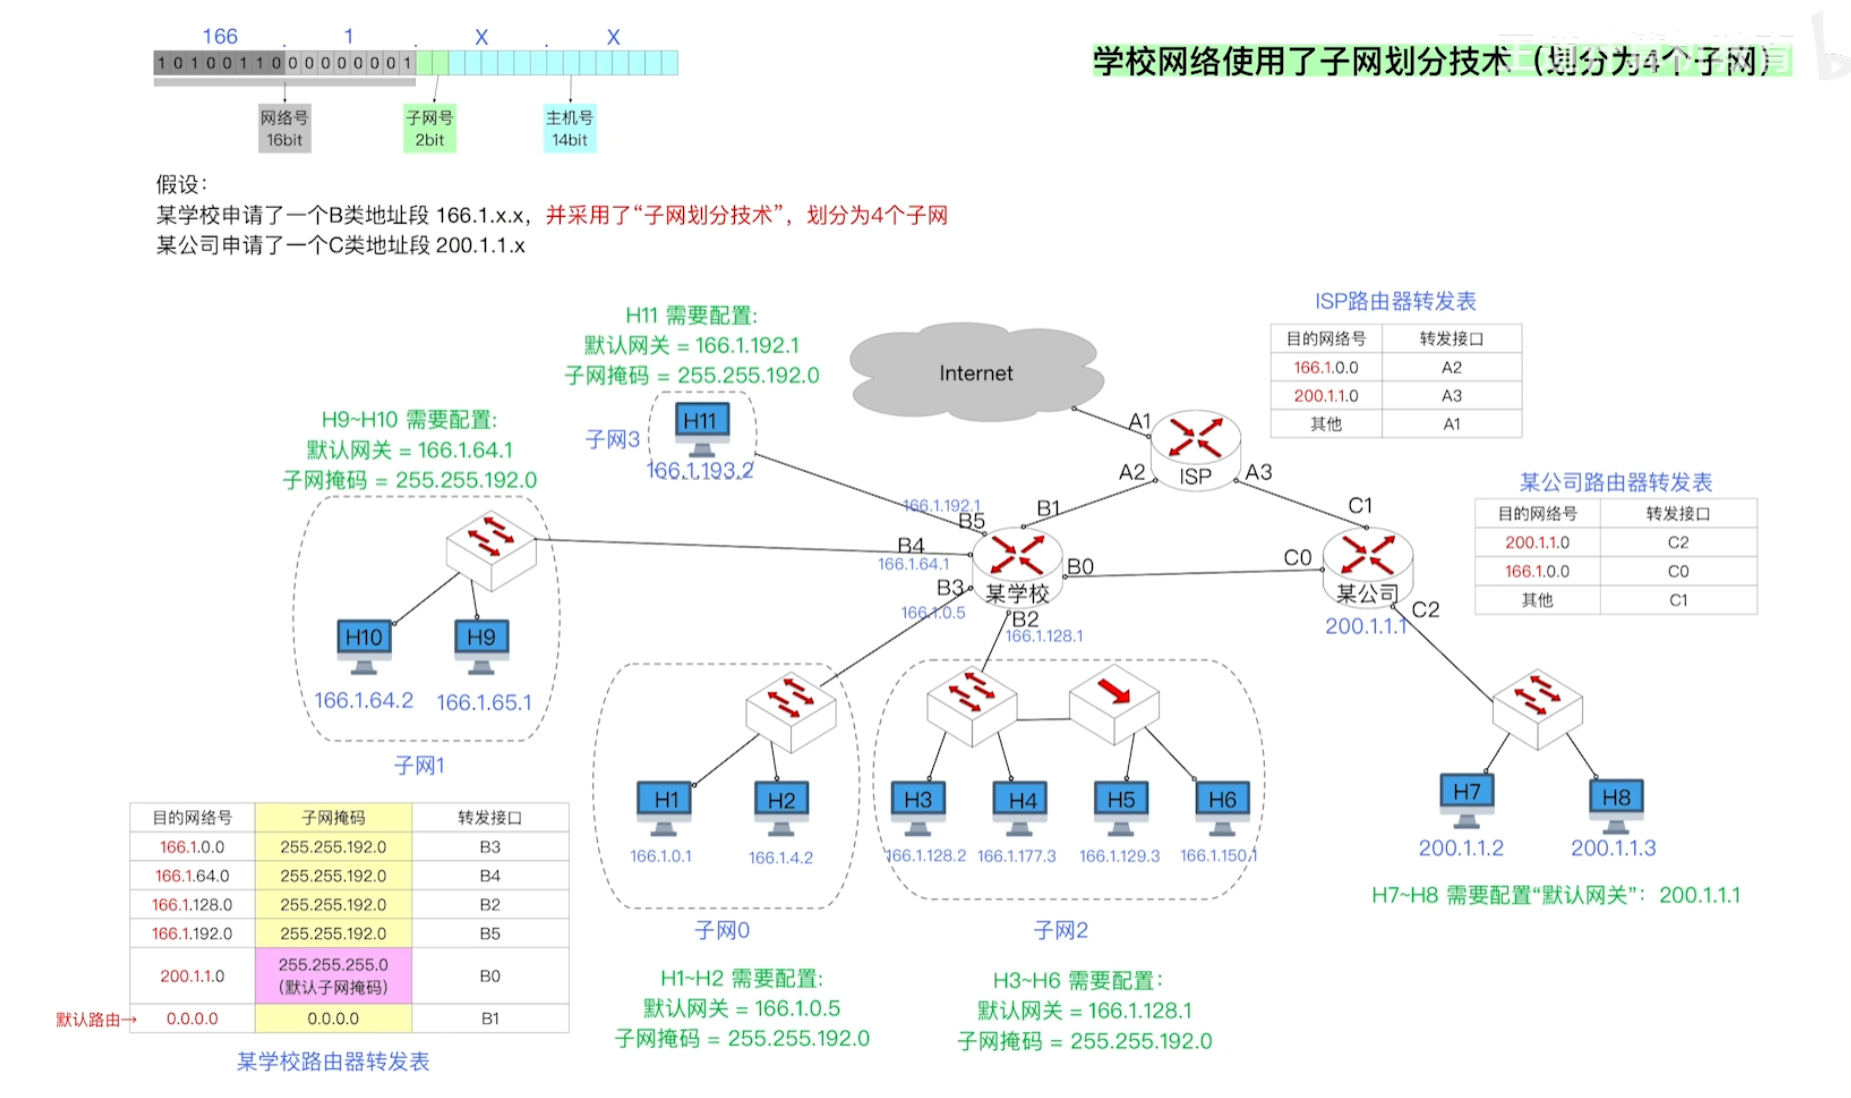 学校网络使用了子网划分技术（划分为4个子网）
166 . 1 . X . X
1 0 1 0 0 1 1 0 0 0 0 0 0 0 0 1
网络号
16bit
子网号
2bit
主机号
14bit
假设：
某学校申请了一个B类地址段 166.1.x.x，并采用了“子网划分技术”，划分为4个子网
某公司申请了一个C类地址段 200.1.1.x
ISP路由器转发表
目的网络号 转发接口
166.1.0.0 A2
200.1.1.0 A3
其他 A1
某公司路由器转发表
目的网络号 转发接口
200.1.1.0 C2
166.1.0.0 C0
其他 C1
H11 需要配置:
默认网关 = 166.1.192.1
子网掩码 = 255.255.192.0
H11
子网3
166.1.193.2
Internet
A1
A2
A3
ISP
H9~H10 需要配置:
默认网关 = 166.1.64.1
子网掩码 = 255.255.192.0
H10
H9
166.1.64.2
166.1.65.1
子网1
166.1.192.1
B5
B1
B4
166.1.64.1
B0
B3
166.1.0.5
某学校
B2
166.1.128.1
C1
C0
某公司
C2
200.1.1.1
H1
H2
166.1.0.1
166.1.4.2
子网0
H1~H2 需要配置:
默认网关 = 166.1.0.5
子网掩码 = 255.255.192.0
H3
H4
H5
H6
166.1.128.2
166.1.177.3
166.1.129.3
166.1.150.1
子网2
H3~H6 需要配置：
默认网关 = 166.1.128.1
子网掩码 = 255.255.192.0
H7
H8
200.1.1.2
200.1.1.3
H7~H8 需要配置“默认网关”：200.1.1.1
目的网络号 子网掩码 转发接口
166.1.0.0 255.255.192.0 B3
166.1.64.0 255.255.192.0 B4
166.1.128.0 255.255.192.0 B2
166.1.192.0 255.255.192.0 B5
200.1.1.0 255.255.255.0 B0
（默认子网掩码）
默认路由→ 0.0.0.0 0.0.0.0 B1
某学校路由器转发表